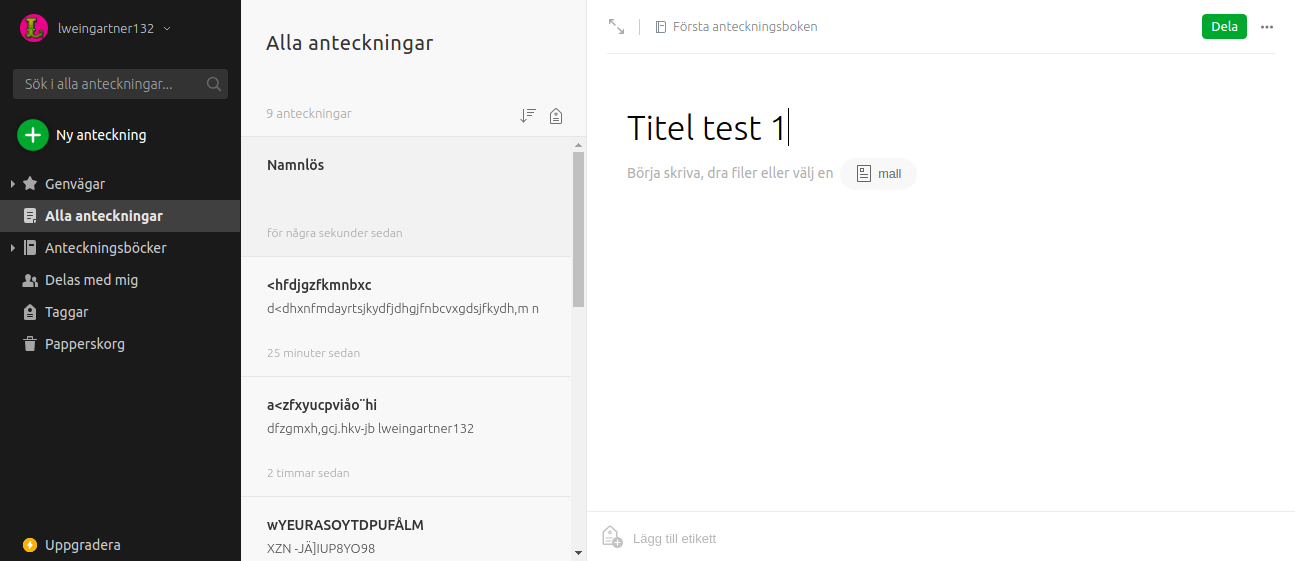 lweingartner132
Sök i alla anteckningar...
Ny anteckning
Genvägar
Alla anteckningar
Anteckningsböcker
Delas med mig
Taggar
Papperskorg
Uppgradera
Alla anteckningar
9 anteckningar
Namnlös
för några sekunder sedan
<hfdjgzfkmnbxc
d<dhxnfmdayrtsjkydfjdhgjfnbcvxgdsjfkydh,m n
25 minuter sedan
a<zfxyucpviåo¨hi
dfzgmxh,gcj.hkv-jb lweingartner132
2 timmar sedan
wYEURASOYTDPUFÅLM
XZN -JÄ]IUP8YO98
Första anteckningsboken
Dela
Titel test 1
Börja skriva, dra filer eller välj en mall
Lägg till etikett